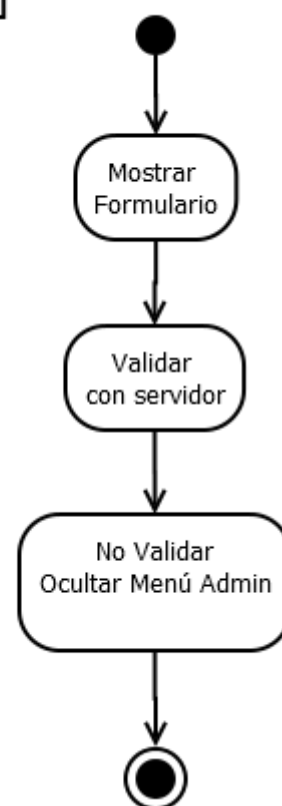 Mostrar
Formulario
Validar
con servidor
No Validar
Ocultar Menú Admin